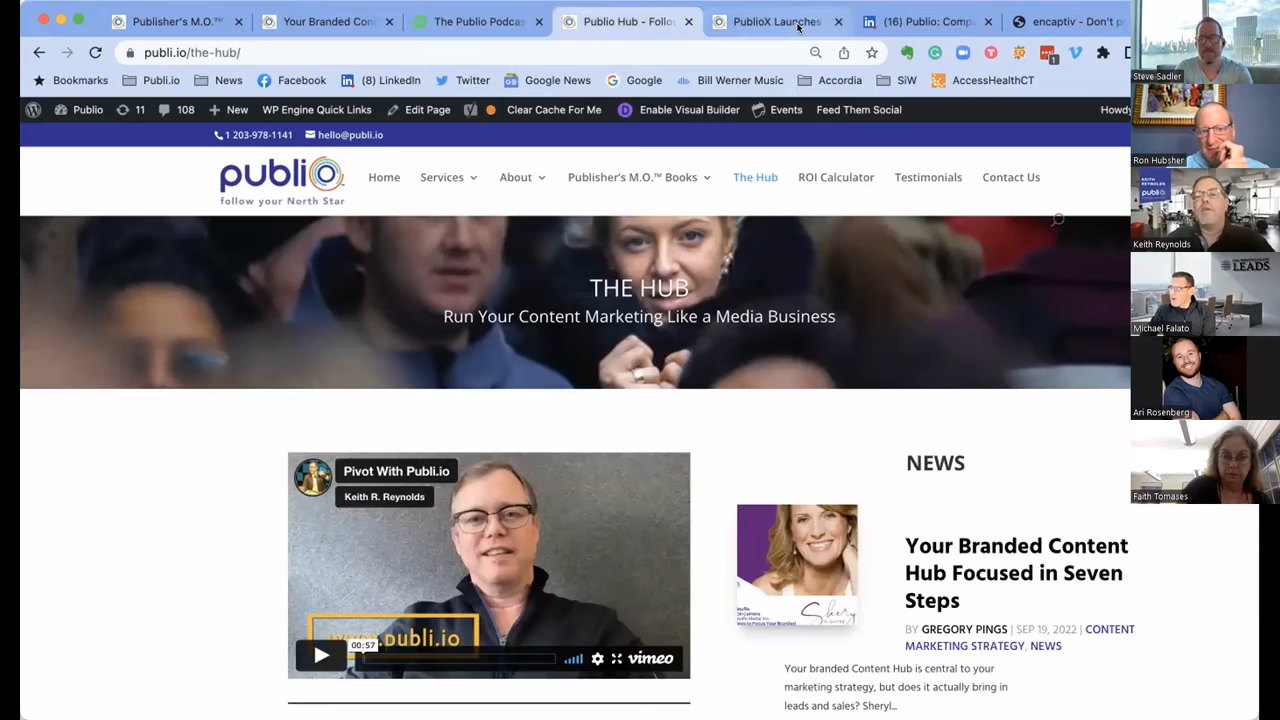 Publisher's M.O.™
Your Branded Con
The Publio Podcas
Publio Hub - Follo
PublioX Launches
(16) Publio: Comp
encaptiv - Don't p
publi.io/the-hub/
1
Bookmarks
Publi.io
News
Facebook
(8) LinkedIn
Twitter
Google News
Google
Bill Werner Music
Accordia
SiW
AccessHealthCT
Publio
11
108
New
WP Engine Quick Links
Edit Page
Clear Cache For Me
Enable Visual Builder
Events
Feed Them Social
Howdy
1 203-978-1141
hello@publi.io
publio
follow your North Star
Home
Services
About
Publisher's M.O.™ Books
The Hub
ROI Calculator
Testimonials
Contact Us
THE HUB
Run Your Content Marketing Like a Media Business
Pivot With Publi.io
Keith R. Reynolds
www.publi.io
00:57
vimeo
NEWS
Your Branded Content
Hub Focused in Seven
Steps
BY GREGORY PINGS | SEP 19, 2022 | CONTENT
MARKETING STRATEGY, NEWS
Your branded Content Hub is central to your
marketing strategy, but does it actually bring in
leads and sales? Sheryl...
Steve Sadler
Ron Hubsher
KEITH
REYNOLDS
publio
Keith Reynolds
LEADS
Michael Falato
Ari Rosenberg
Faith Tomases